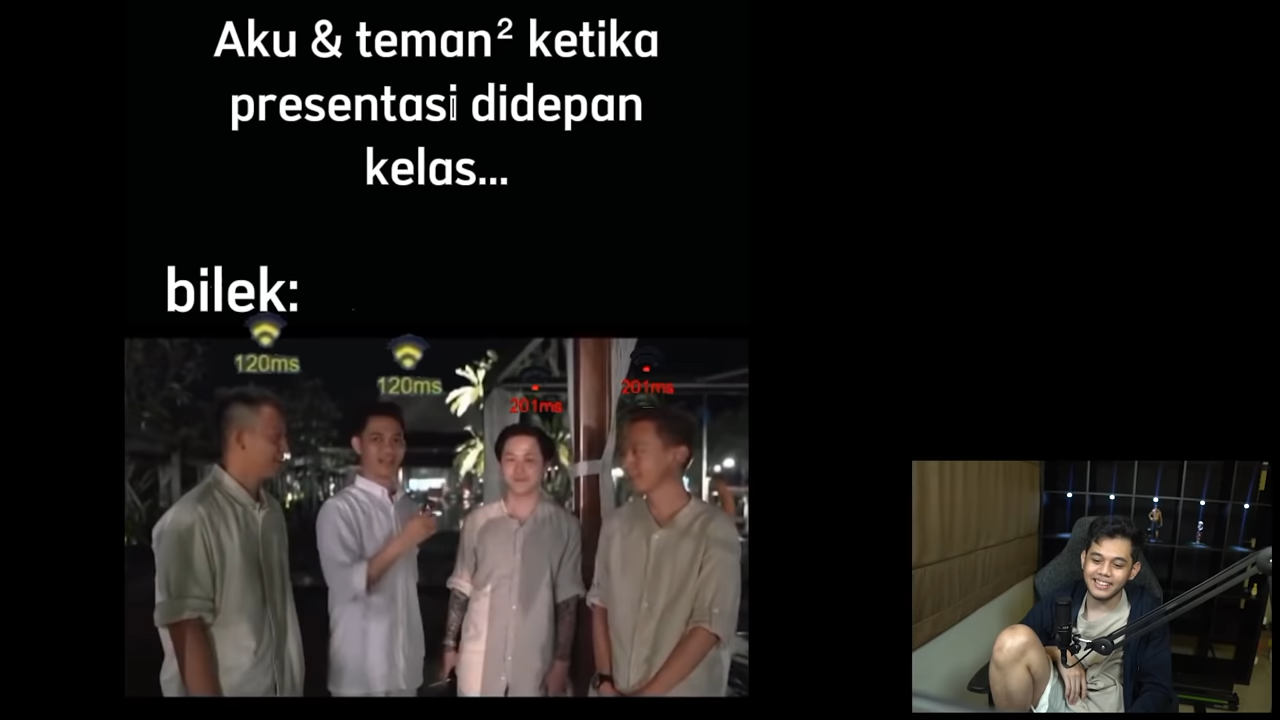 Aku & teman² ketika
presentasi didepan
kelas...
bilek:
120ms
120ms
201ms
201ms